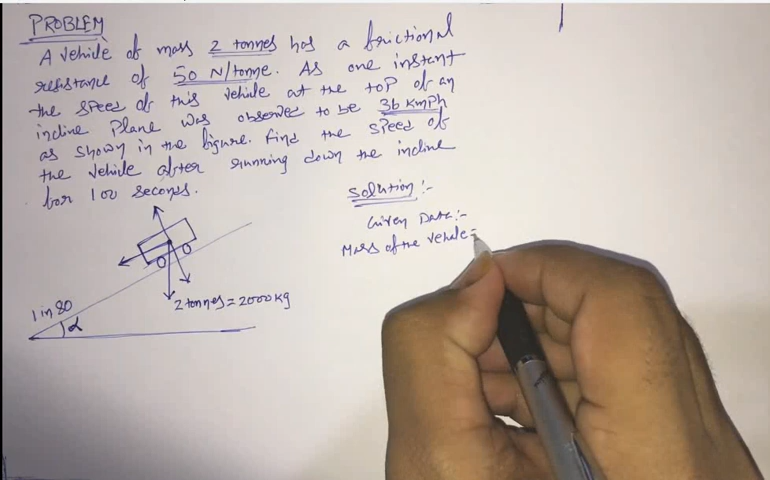 PROBLEM
A vehicle of mass 2 tonnes has a frictional
resistance of 50 N/tonne. As one instant
the speed of this vehicle at the top of an
incline plane was observed to be 36 kmph
as shown in the figure. Find the speed of
the vehicle after running down the incline
for 100 seconds.
Solution :-
Given Data:-
Mass of the vehicle =
1 in 80
α
2 tonnes = 2000 kg